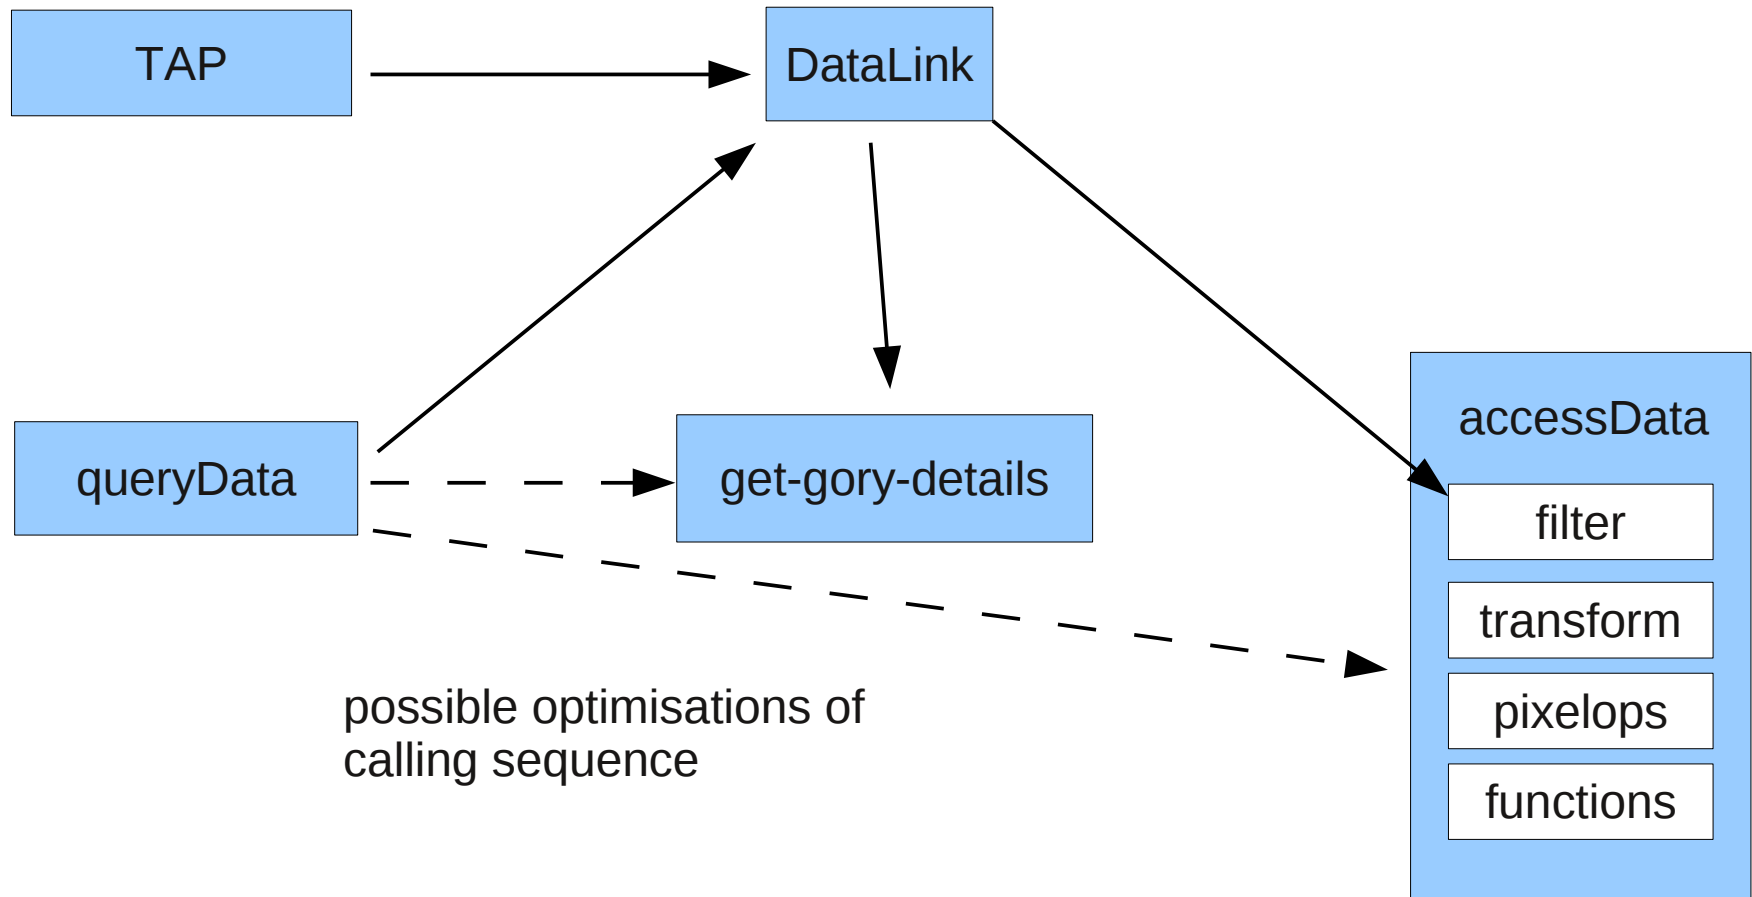 TAP
DataLink
queryData
get-gory-details
accessData
filter
transform
pixelops
functions
possible optimisations of
calling sequence